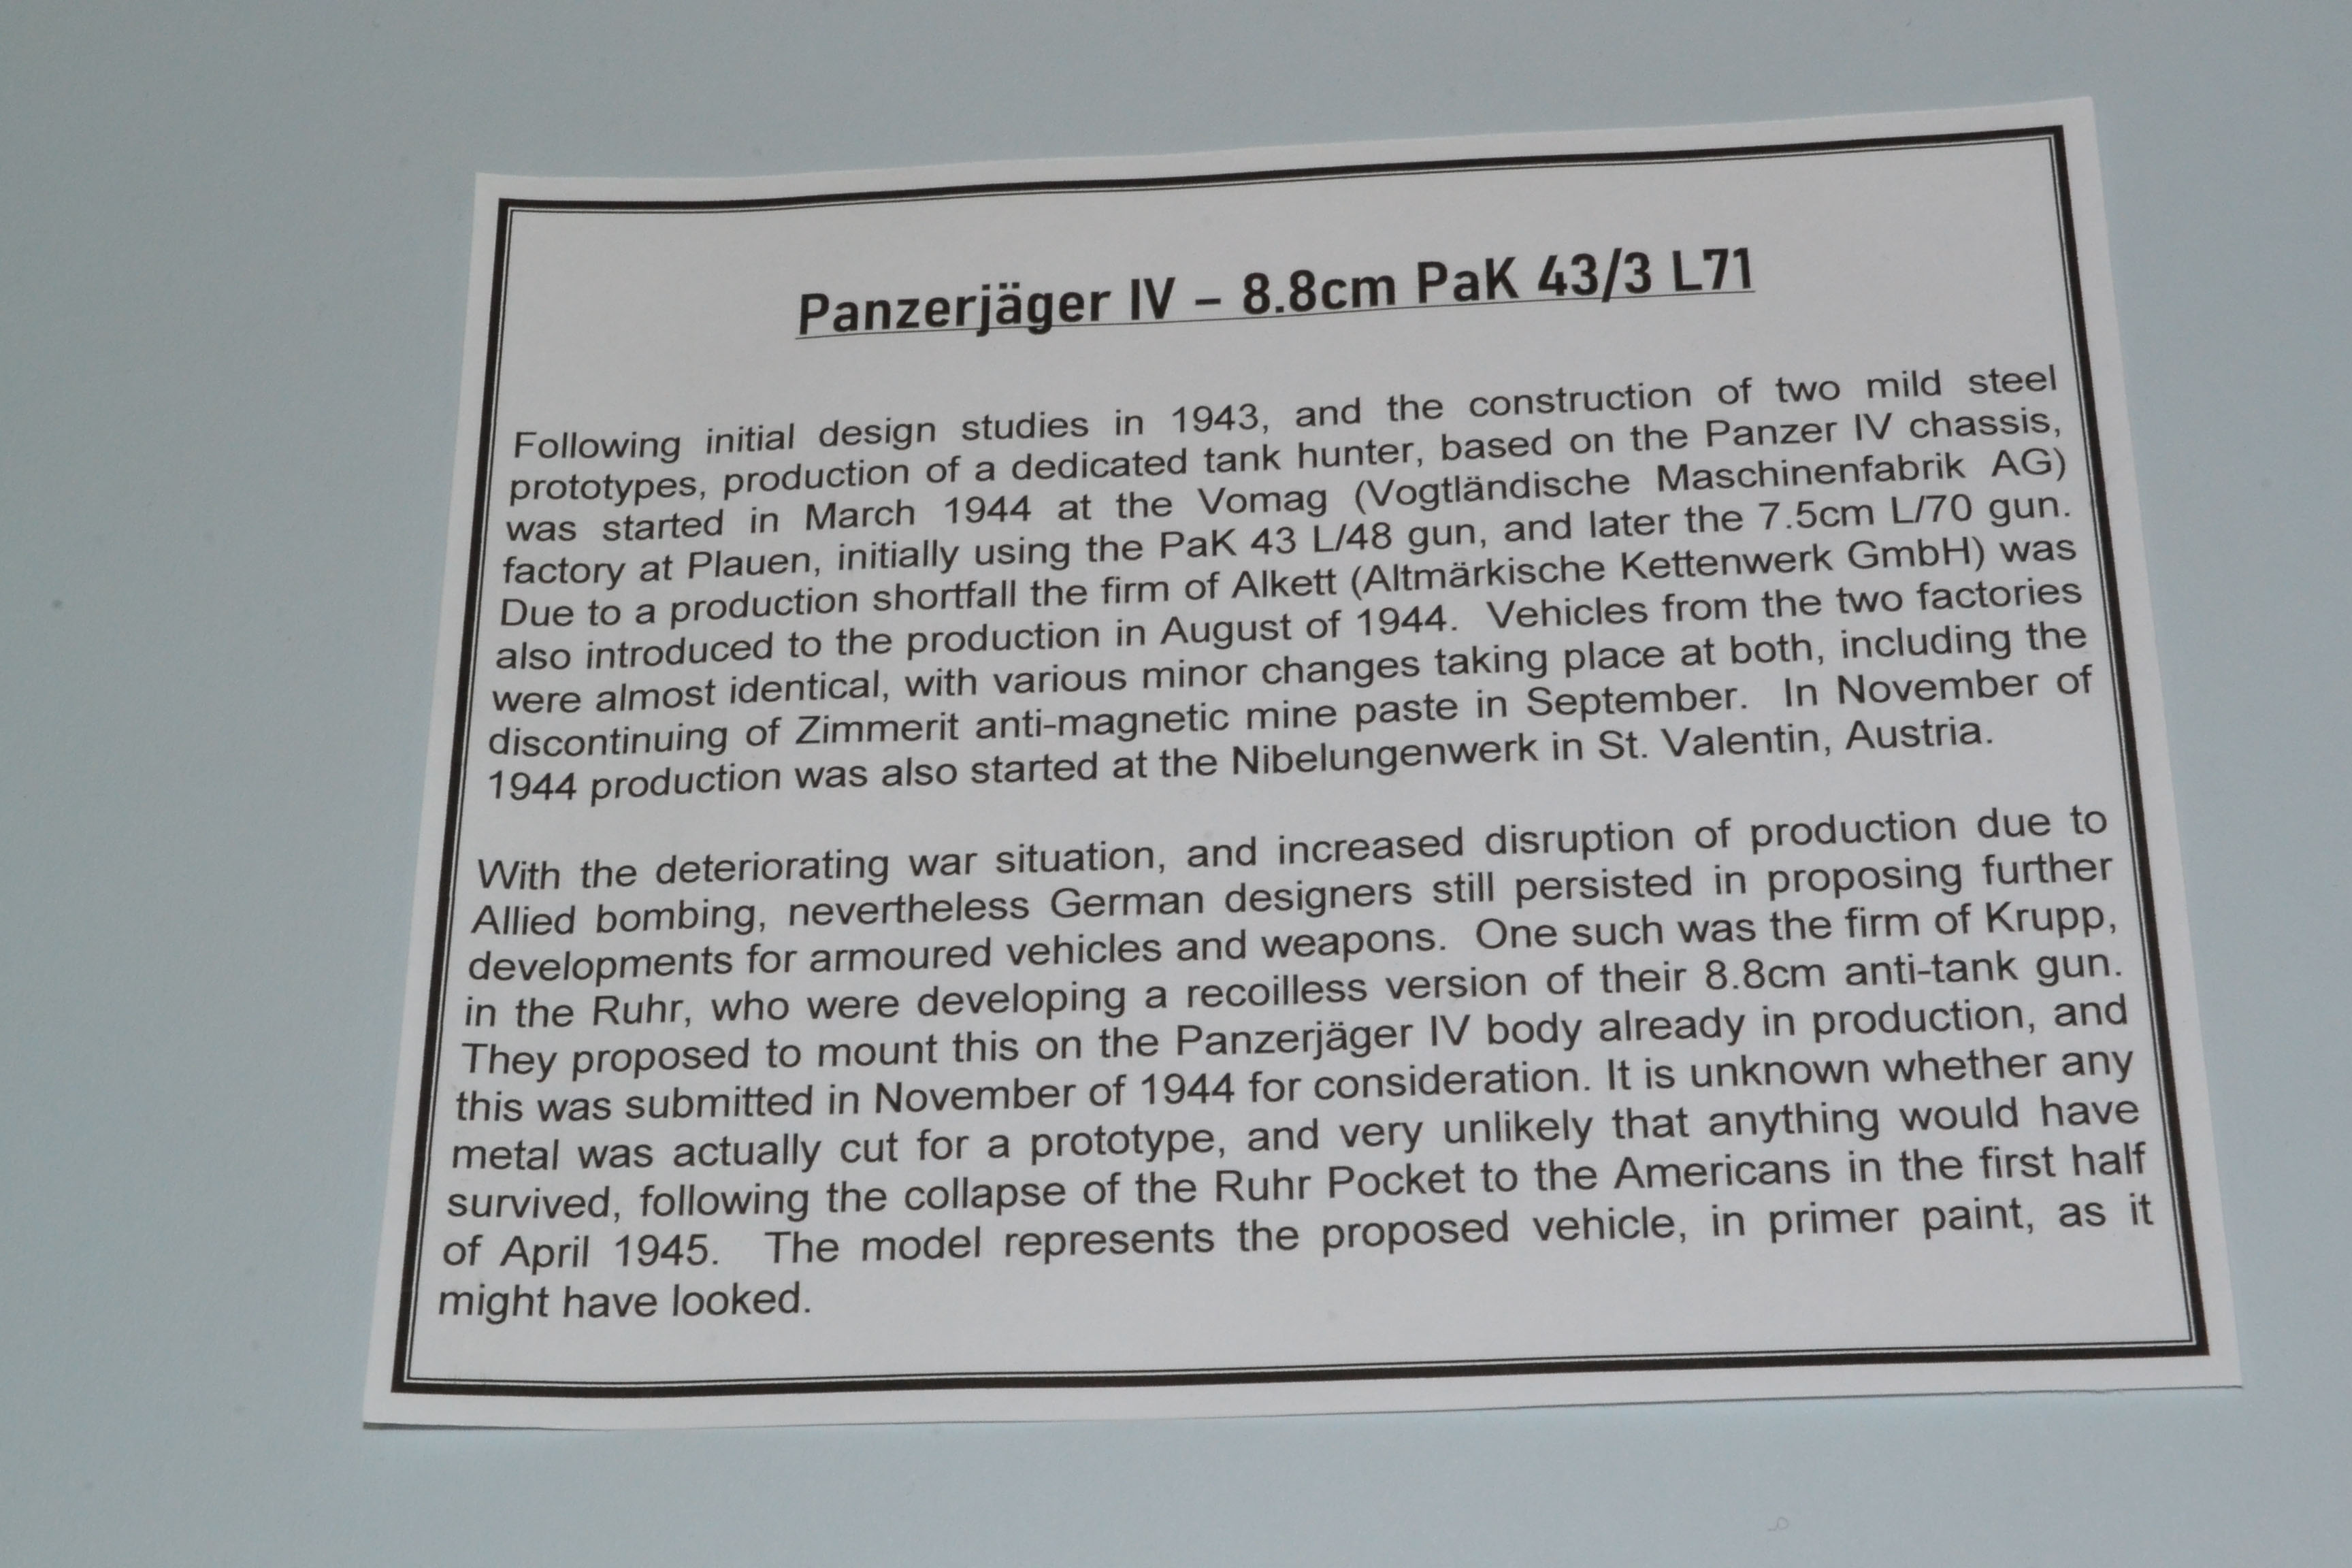 Panzerjäger IV – 8.8cm PaK 43/3 L71
Following initial design studies in 1943, and the construction of two mild steel
prototypes, production of a dedicated tank hunter, based on the Panzer IV chassis,
was started in March 1944 at the Vomag (Vogtländische Maschinenfabrik AG)
factory at Plauen, initially using the PaK 43 L/48 gun, and later the 7.5cm L/70 gun.
Due to a production shortfall the firm of Alkett (Altmärkische Kettenwerk GmbH) was
also introduced to the production in August of 1944. Vehicles from the two factories
were almost identical, with various minor changes taking place at both, including the
discontinuing of Zimmerit anti-magnetic mine paste in September. In November of
1944 production was also started at the Nibelungenwerk in St. Valentin, Austria.
With the deteriorating war situation, and increased disruption of production due to
Allied bombing, nevertheless German designers still persisted in proposing further
developments for armoured vehicles and weapons. One such was the firm of Krupp,
in the Ruhr, who were developing a recoilless version of their 8.8cm anti-tank gun.
They proposed to mount this on the Panzerjäger IV body already in production, and
this was submitted in November of 1944 for consideration. It is unknown whether any
metal was actually cut for a prototype, and very unlikely that anything would have
survived, following the collapse of the Ruhr Pocket to the Americans in the first half
of April 1945. The model represents the proposed vehicle, in primer paint, as it
might have looked.